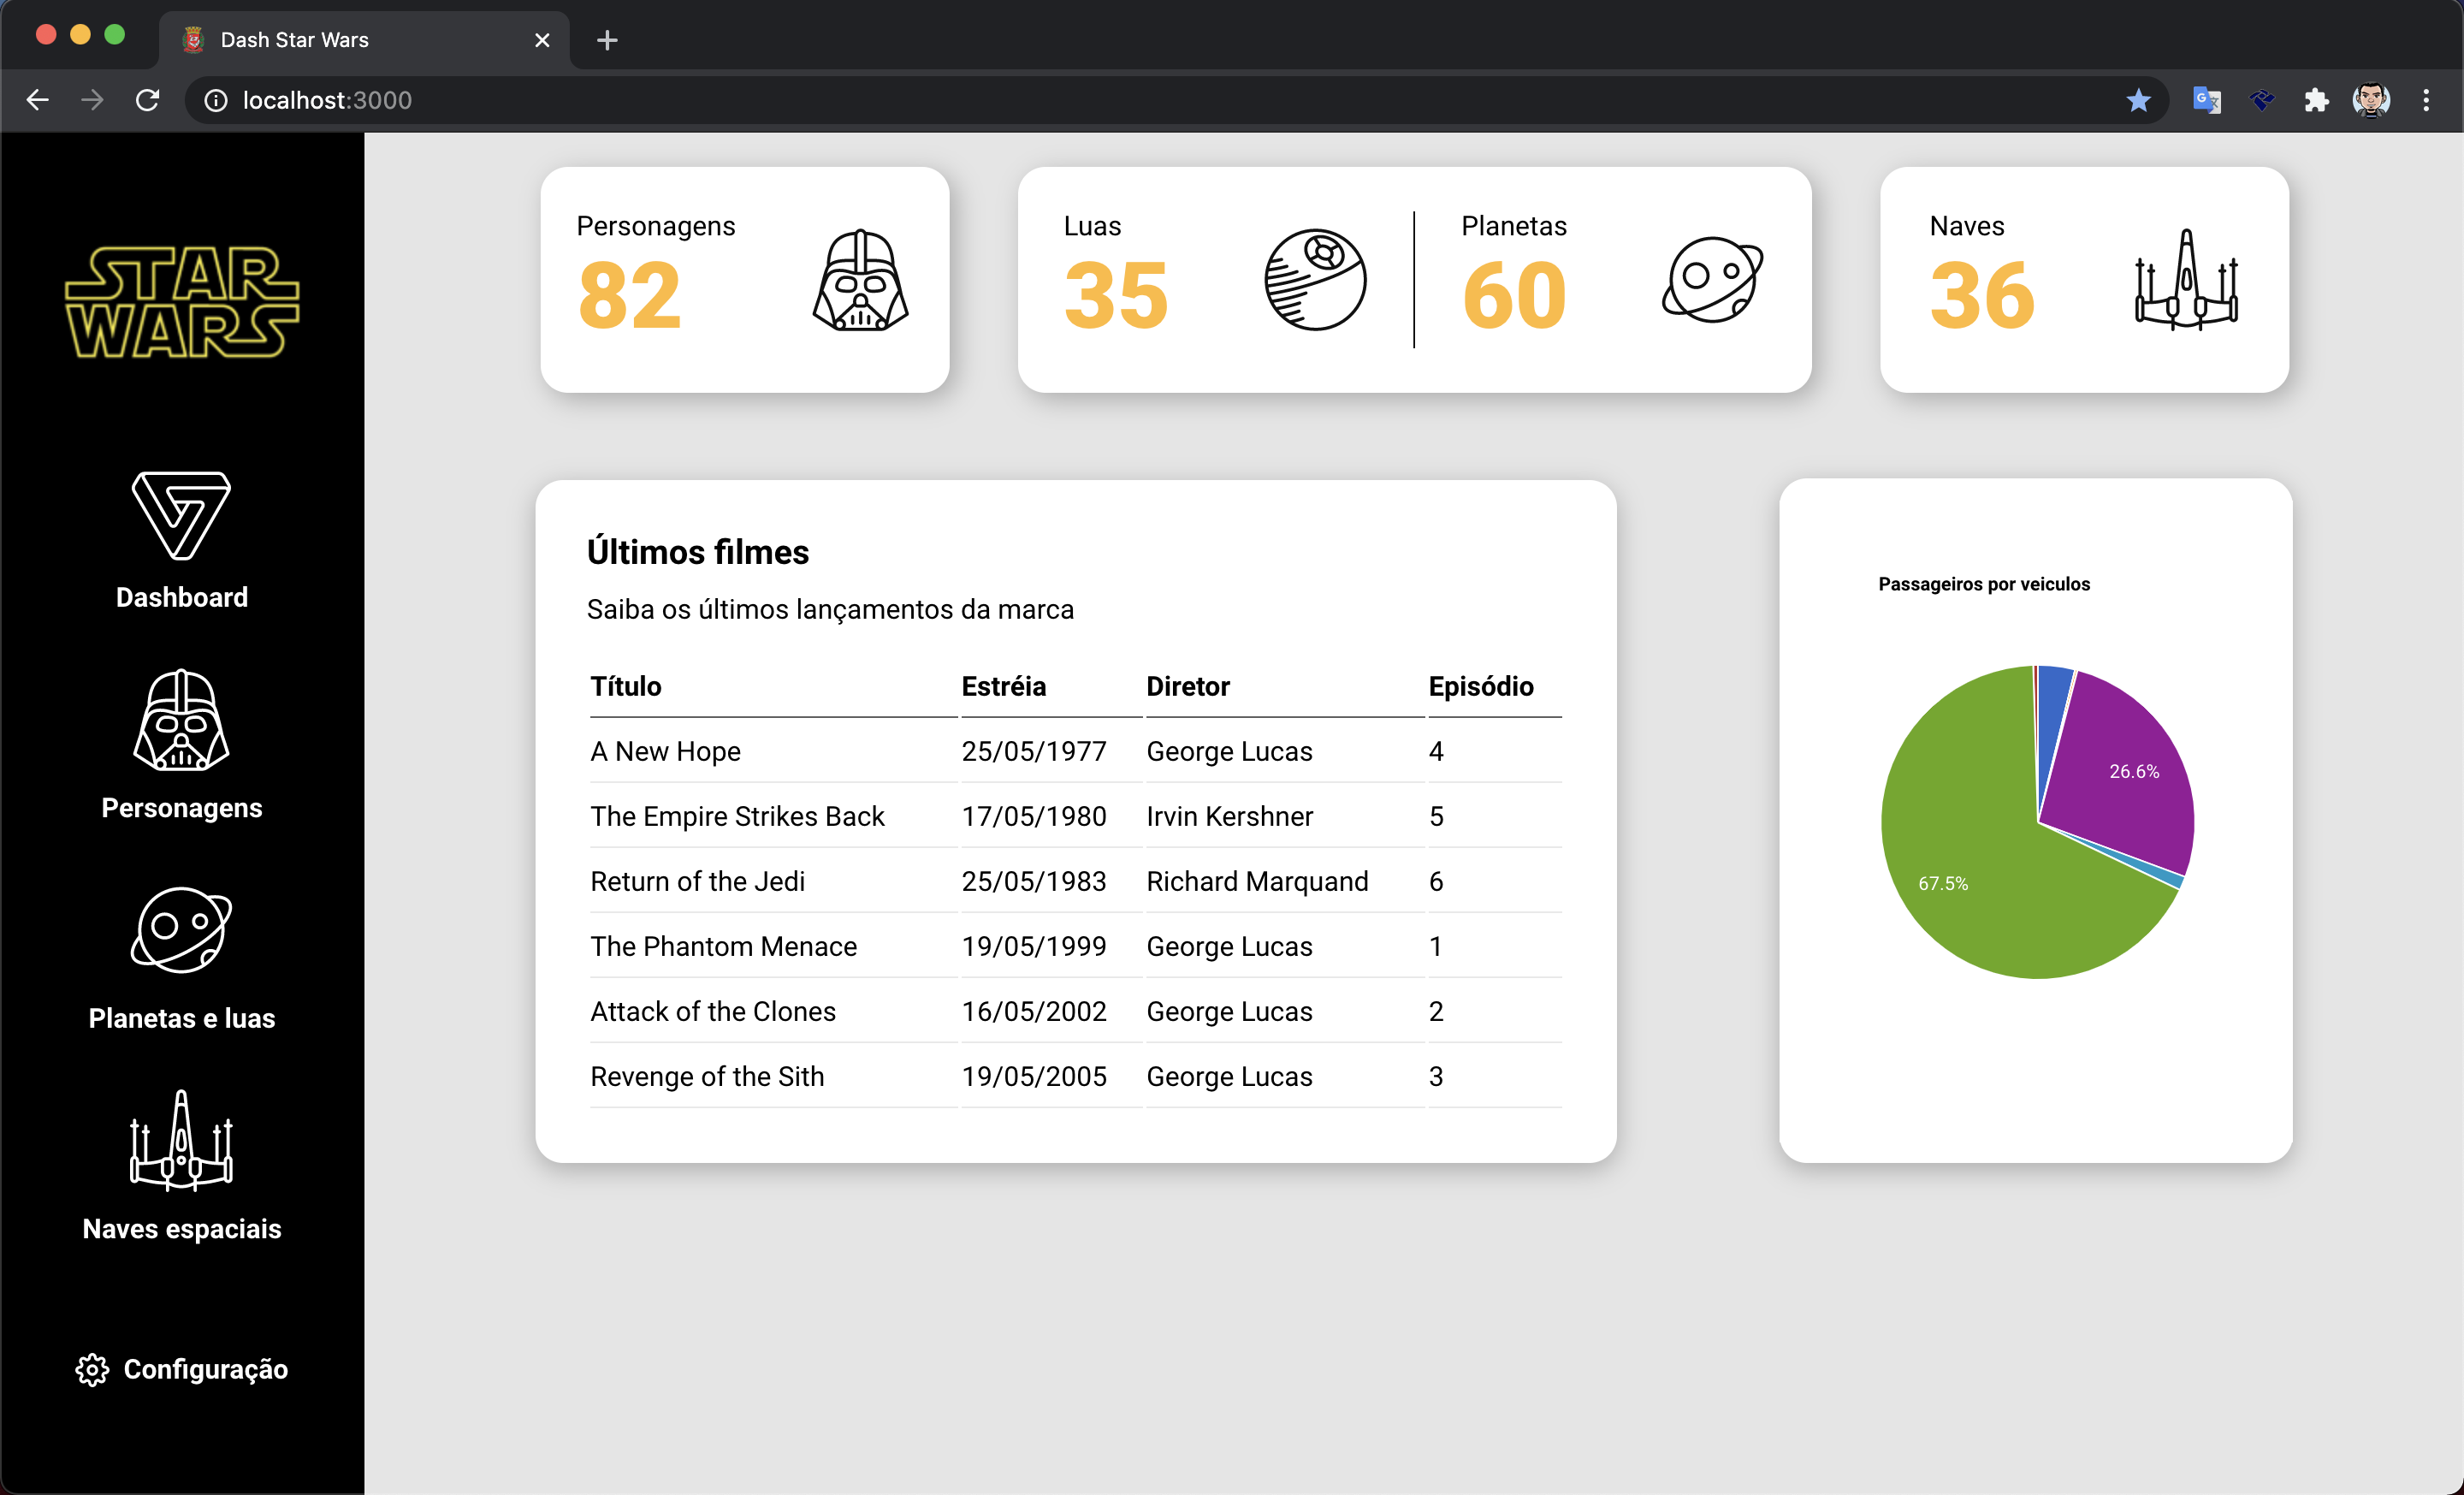 Dash Star Wars
localhost:3000
STAR
WARS
Dashboard
Personagens
Planetas e luas
Naves espaciais
Configuração
Personagens
82
Luas
35
Planetas
60
Naves
36
Últimos filmes
Saiba os últimos lançamentos da marca
Título Estréia Diretor Episódio
A New Hope 25/05/1977 George Lucas 4
The Empire Strikes Back 17/05/1980 Irvin Kershner 5
Return of the Jedi 25/05/1983 Richard Marquand 6
The Phantom Menace 19/05/1999 George Lucas 1
Attack of the Clones 16/05/2002 George Lucas 2
Revenge of the Sith 19/05/2005 George Lucas 3
Passageiros por veiculos
26.6%
67.5%